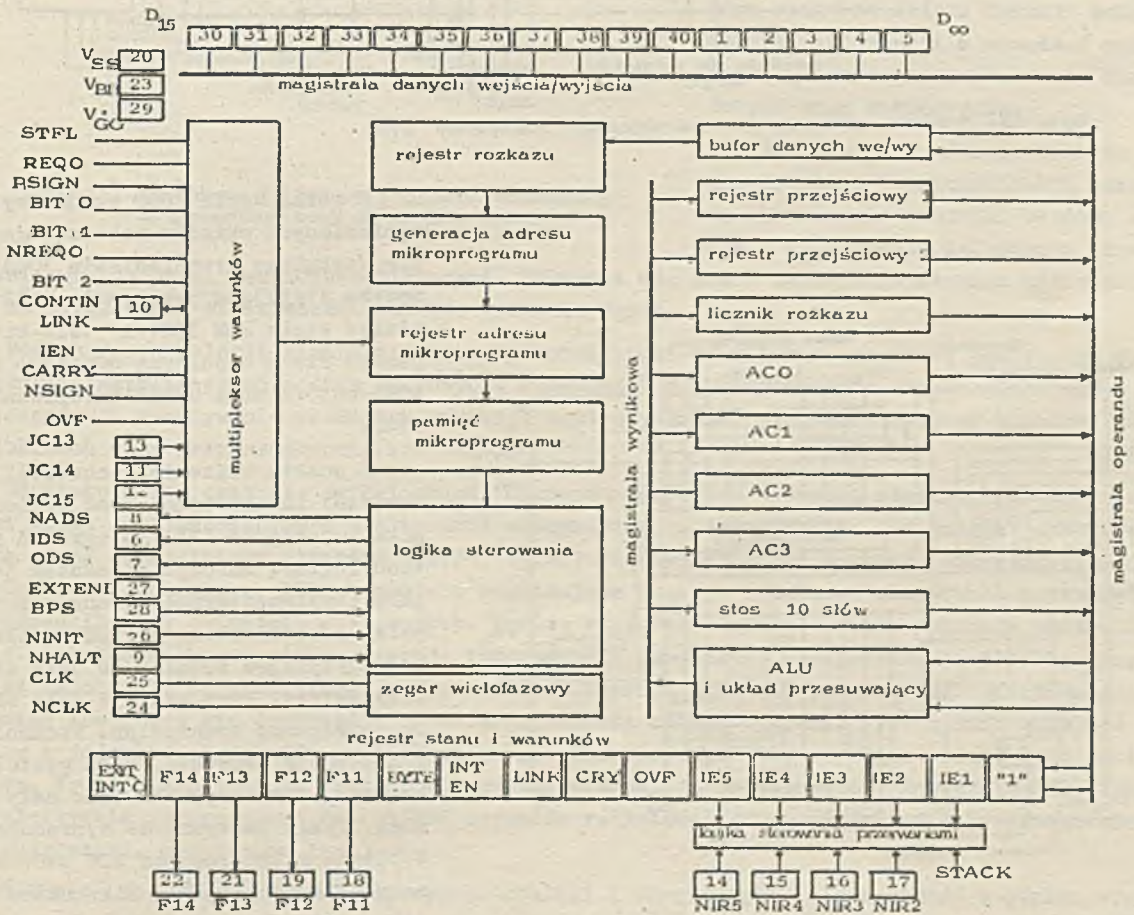 D15
D∞
30 31 32 33 34 35 36 37 38 39 40 1 2 3 4 5
VSS 20
23
29
magistrala danych wejścia/wyjścia
STFL
REQO
RSIGN
BIT 0
BIT 1
NREQO
BIT 2
CONTIN 10
LINK
IEN
CARRY
NSIGN
OVF
JC13 13
JC14 11
JC15
NADS 8
IDS 6
ODS 7
EXTENI 27
BPS 28
NINIT 26
NHALT 9
CLK 25
NCLK 24
multipleksor warunków
rejestr rozkazu
generacja adresu
mikroprogramu
rejestr adresu
mikroprogramu
pamięć
mikroprogramu
logika sterowania
zegar wielofazowy
magistrala wynikowa
bufor danych we/wy
rejestr przejściowy
rejestr przejściowy
licznik rozkazu
AC0
AC1
AC2
AC3
stos 10 słów
ALU
i układ przesuwający
magistrala operandu
rejestr stanu i warunków
EXT INTO F14 F13 F12 F11 BYTE INT EN LINK CRY OVF IE5 IE4 IE3 IE2 IE1 "1"
logika sterowania przerwaniami
STACK
22 21 19 18
F14 F13 F12 F11
14 15 16 17
NIR5 NIR4 NIR3 NIR2